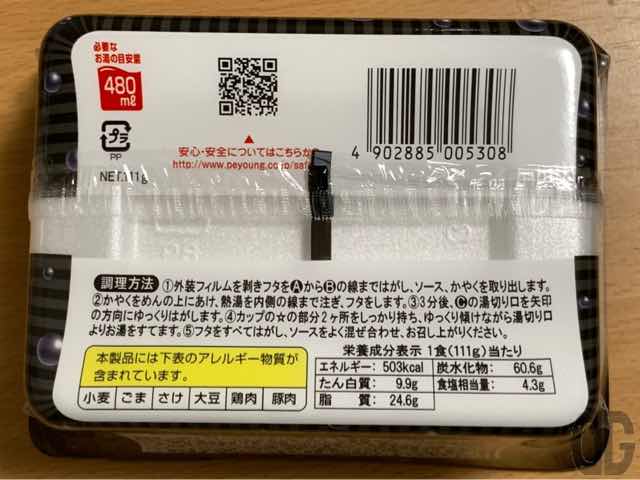 必要な
お湯の目安量
480
mℓ
プラ
PP
NET.111g
安心・安全についてはこちらから
http://www.peyoung.co.jp/saf
4 902885 005308
PS
調理方法 ①外装フィルムを剥きフタをⒶからⒷの線まではがし、ソース、かやくを取り出します。
②かやくをめんの上にあけ、熱湯を内側の線まで注ぎ、フタをします。③3分後、Ⓒの湯切り口を矢印
の方向にゆっくりはがします。④カップの☆の部分2ヶ所をしっかり持ち、ゆっくり傾けながら湯切り口
よりお湯をすてます。⑤フタをすべてはがし、ソースをよく混ぜ合わせ、お召し上がりください。
本製品には下表のアレルギー物質が
含まれています。
小麦 ごま さけ 大豆 鶏肉 豚肉
栄養成分表示 1食(111g)当たり
エネルギー: 503kcal 炭水化物: 60.6g
たん白質: 9.9g 食塩相当量: 4.3g
脂質: 24.6g